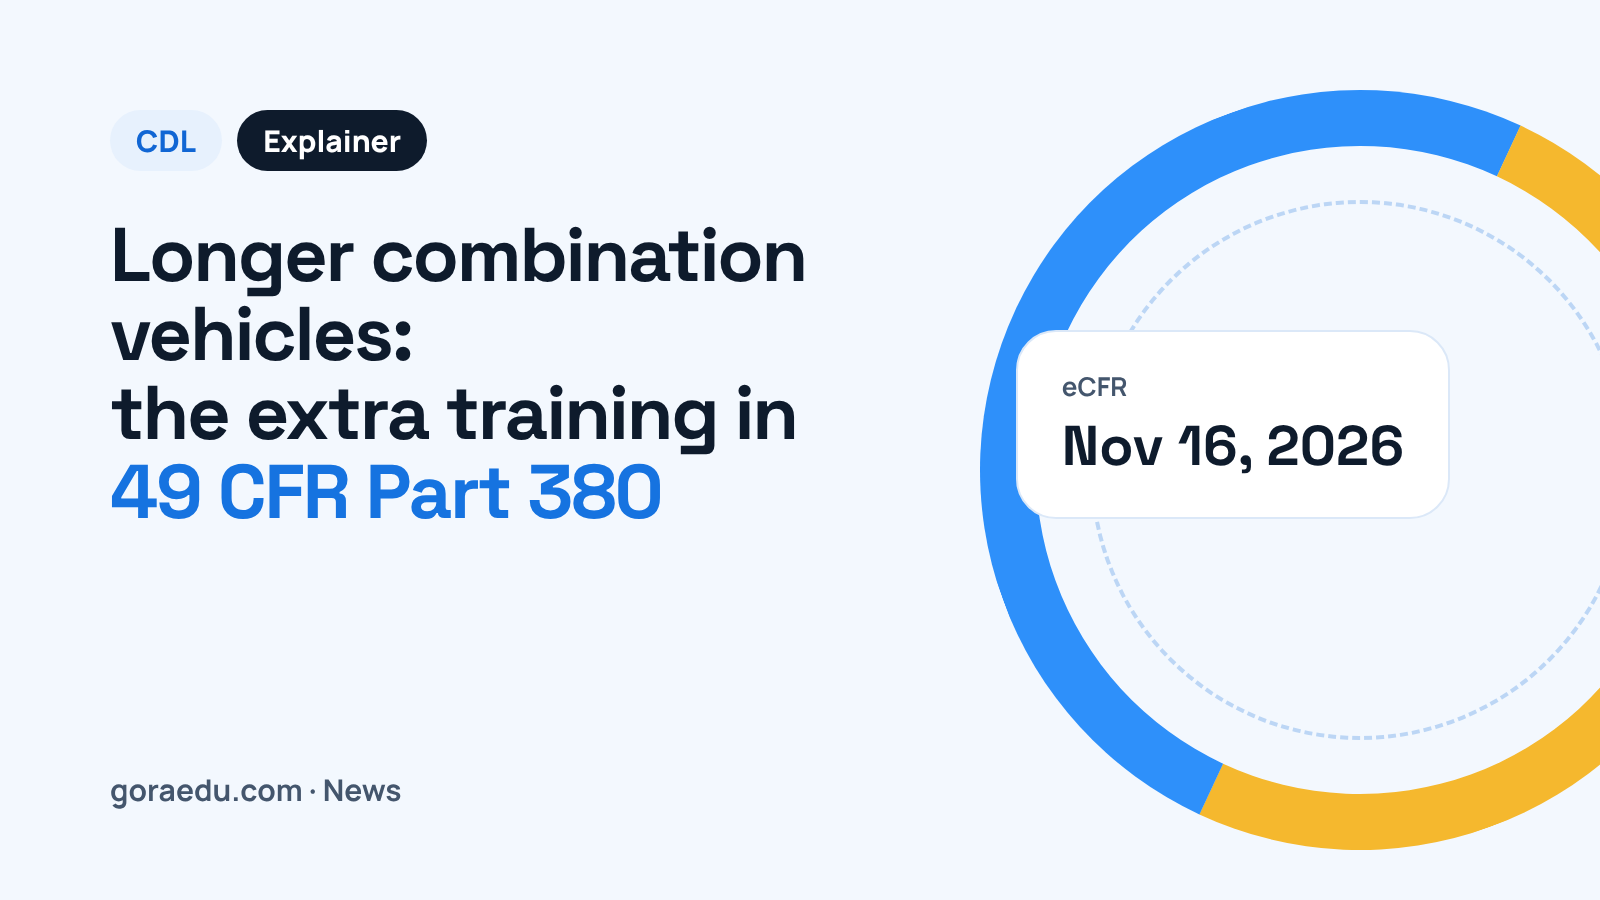 CDL
Explainer
Longer combination
vehicles:
the extra training in
49 CFR Part 380
eCFR
Nov 16, 2026
goraedu.com · News